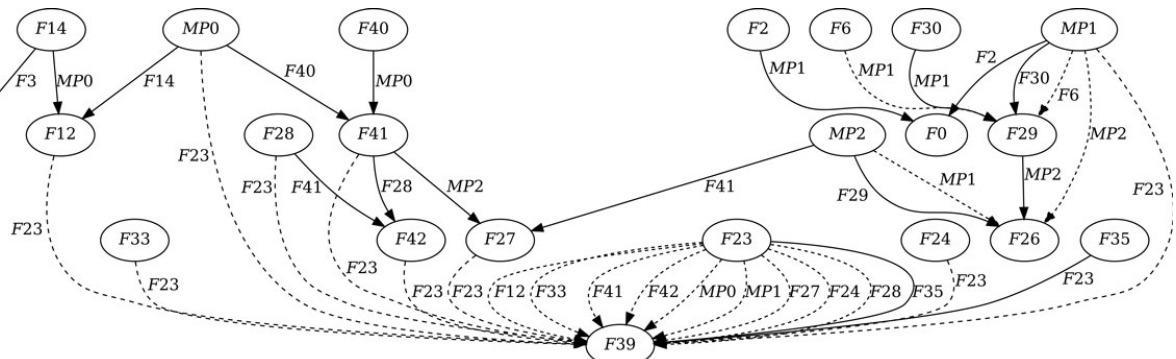 F14 MP0 F40 F2 F6 F30 MP1
F3 MP0 F14 F40 MP0 MP1 MP1 MP1 F2 F30 F6
F12 F28 F41 MP2 F0 F29 MP2
F23 F23 F41 F28 MP2 F41 F29 MP1 MP2 F23
F23 F33 F42 F27 F23 F24 F26 F35
F23 F23 F23 F23 F12 F33 F41 F42 MP0 MP1 F27 F24 F28 F35 F23 F23
F39